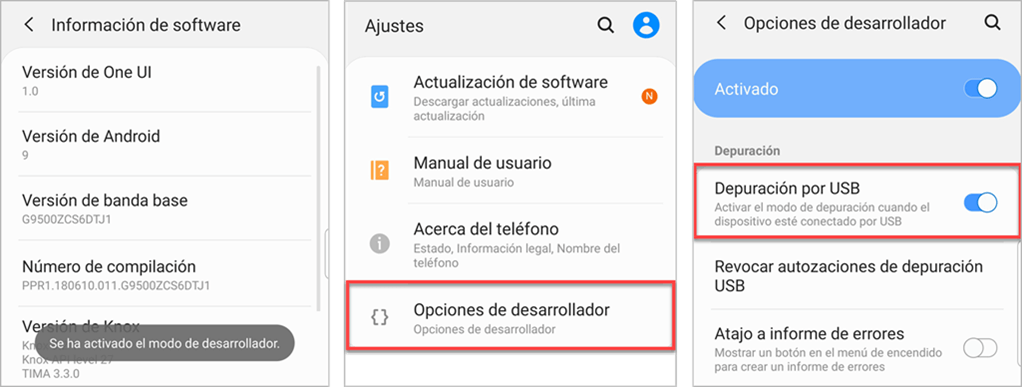 Información de software
Versión de One UI
1.0
Versión de Android
9
Versión de banda base
G9500ZCS6DTJ1
Número de compilación
PPR1.180610.011.G9500ZCS6DTJ1
Versión de Knox
Se ha activado el modo de desarrollador.
TIMA 3.3.0
Ajustes
Actualización de software
Descargar actualizaciones, última
actualización
N
Manual de usuario
Manual de usuario
Acerca del teléfono
Estado, Información legal, Nombre del
teléfono
Opciones de desarrollador
Opciones de desarrollador
Opciones de desarrollador
Activado
Depuración
Depuración por USB
Activar el modo de depuración cuando el
dispositivo esté conectado por USB
Revocar autozaciones de depuración
USB
Atajo a informe de errores
Mostrar un botón en el menú de encendido
para crear un informe de errores